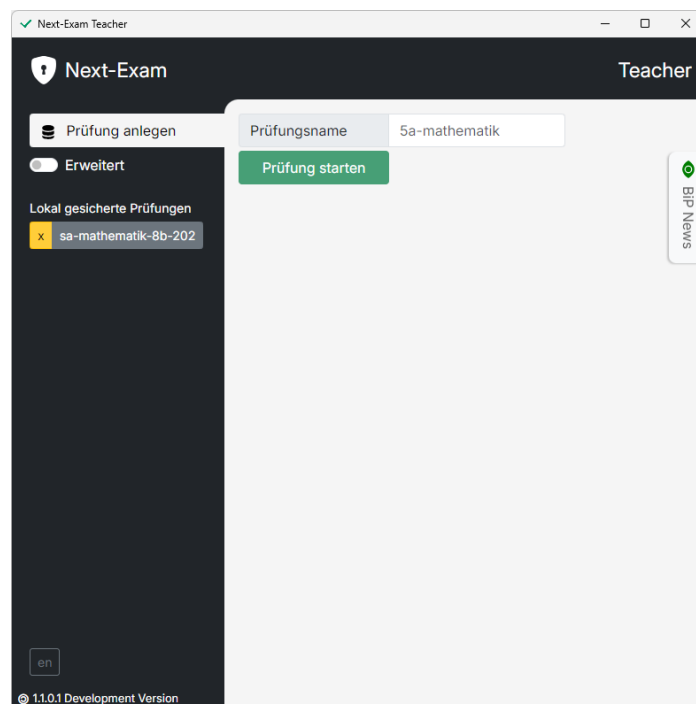 Next-Exam Teacher
Next-Exam
Teacher
Prüfung anlegen
Erweitert
Lokal gesicherte Prüfungen
x sa-mathematik-8b-202
Prüfungsname 5a-mathematik
Prüfung starten
BiP News
en
1.1.0.1 Development Version